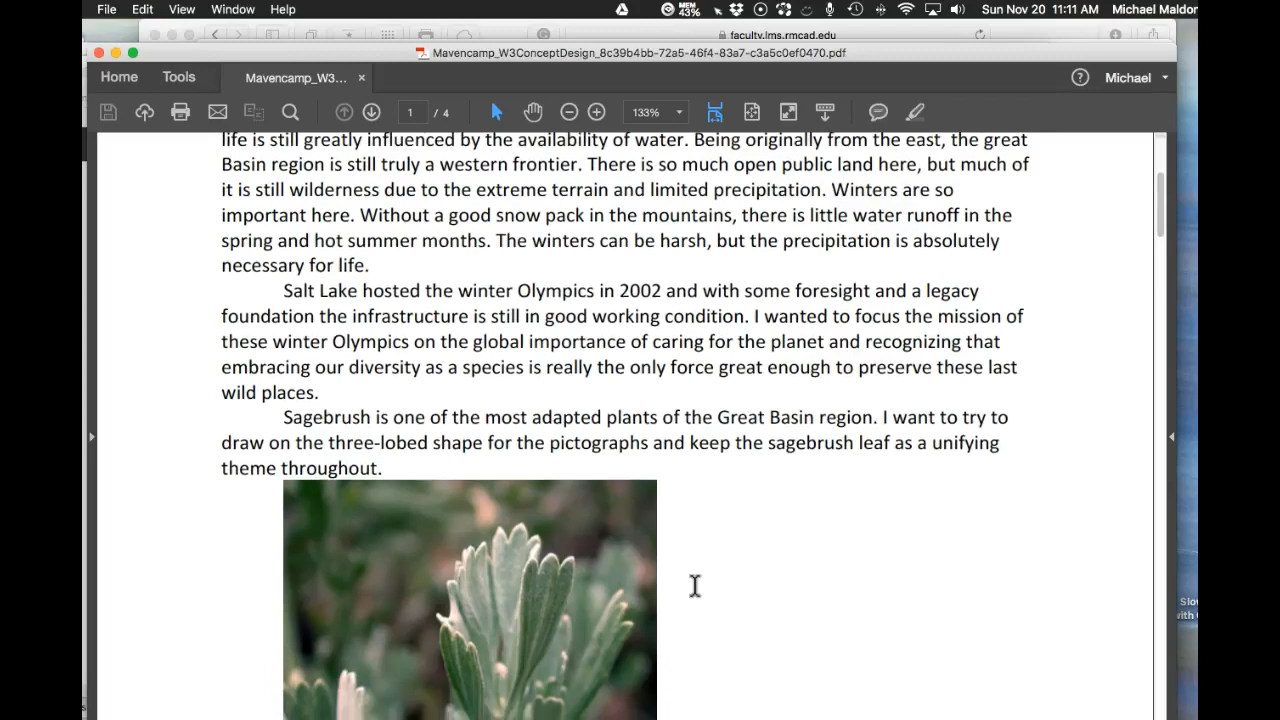 File Edit View Window Help MEM 43% Sun Nov 20 11:11 AM Michael Maldon
faculty.lms.rmcad.edu
Mavencamp_W3ConceptDesign_8c39b4bb-72a5-46f4-83a7-c3a5c0ef0470.pdf
Home Tools Mavencamp_W3... × ? Michael
1 / 4 133%
life is still greatly influenced by the availability of water. Being originally from the east, the great
Basin region is still truly a western frontier. There is so much open public land here, but much of
it is still wilderness due to the extreme terrain and limited precipitation. Winters are so
important here. Without a good snow pack in the mountains, there is little water runoff in the
spring and hot summer months. The winters can be harsh, but the precipitation is absolutely
necessary for life.
Salt Lake hosted the winter Olympics in 2002 and with some foresight and a legacy
foundation the infrastructure is still in good working condition. I wanted to focus the mission of
these winter Olympics on the global importance of caring for the planet and recognizing that
embracing our diversity as a species is really the only force great enough to preserve these last
wild places.
Sagebrush is one of the most adapted plants of the Great Basin region. I want to try to
draw on the three-lobed shape for the pictographs and keep the sagebrush leaf as a unifying
theme throughout.
Slo
with